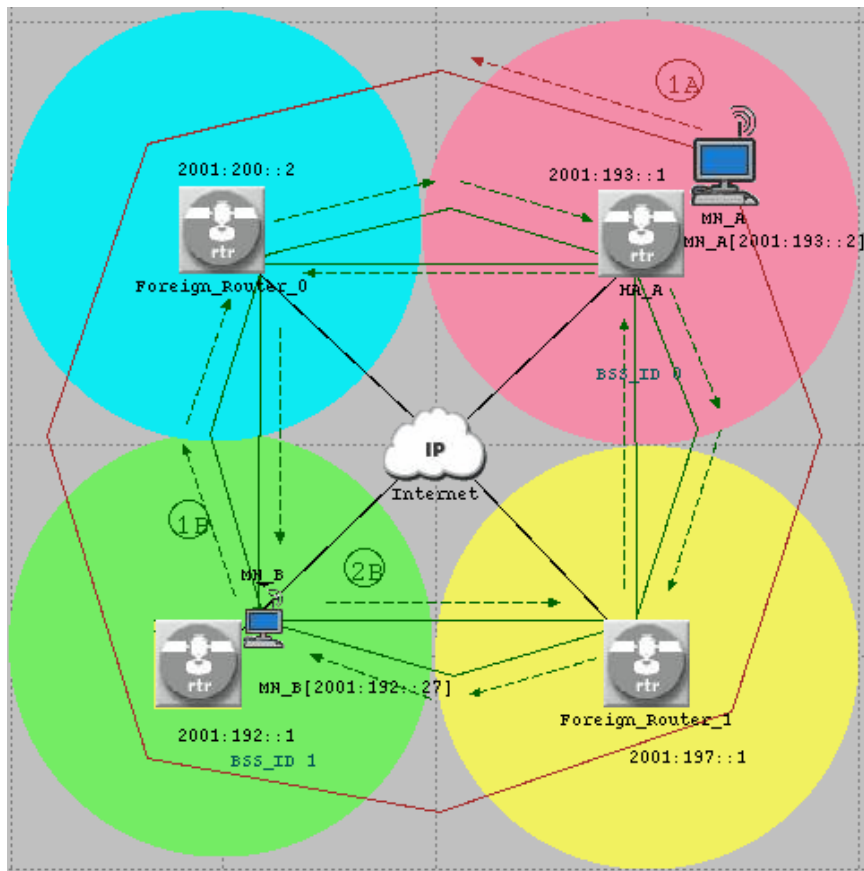 1A
2001:200::2
rtr
Foreign_Router_0
2001:193::1
rtr
HA_A
MN_A
MN_A[2001:193::2]
BSS_ID 0
IP
Internet
1B
MN_B
2B
rtr
MN_B[2001:192::27]
2001:192::1
BSS_ID 1
rtr
Foreign_Router_1
2001:197::1